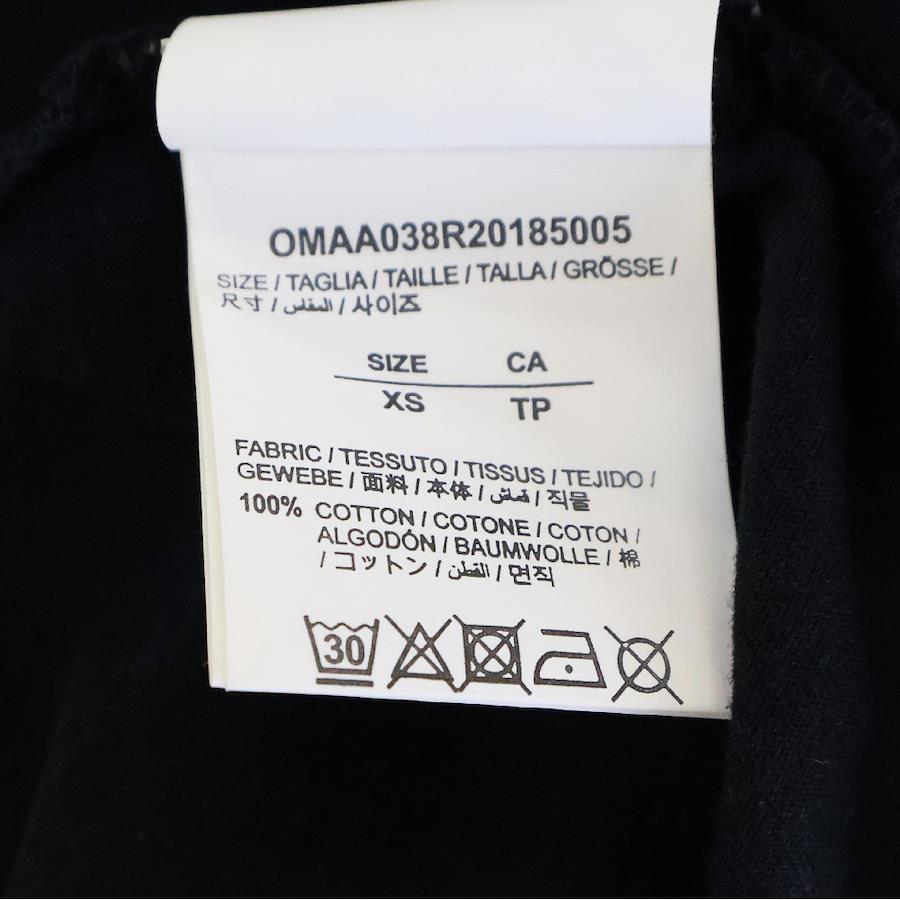 OMAA038R20185005
SIZE / TAGLIA / TAILLE / TALLA / GRÖSSE /
尺寸 / المقاس / 사이즈
SIZE CA
XS TP
FABRIC / TESSUTO / TISSUS / TEJIDO /
GEWEBE / 面料 / 本体 / قماش / 직물
100% COTTON / COTONE / COTON /
ALGODÓN / BAUMWOLLE / 棉
/ コットン / القطن / 면직
30